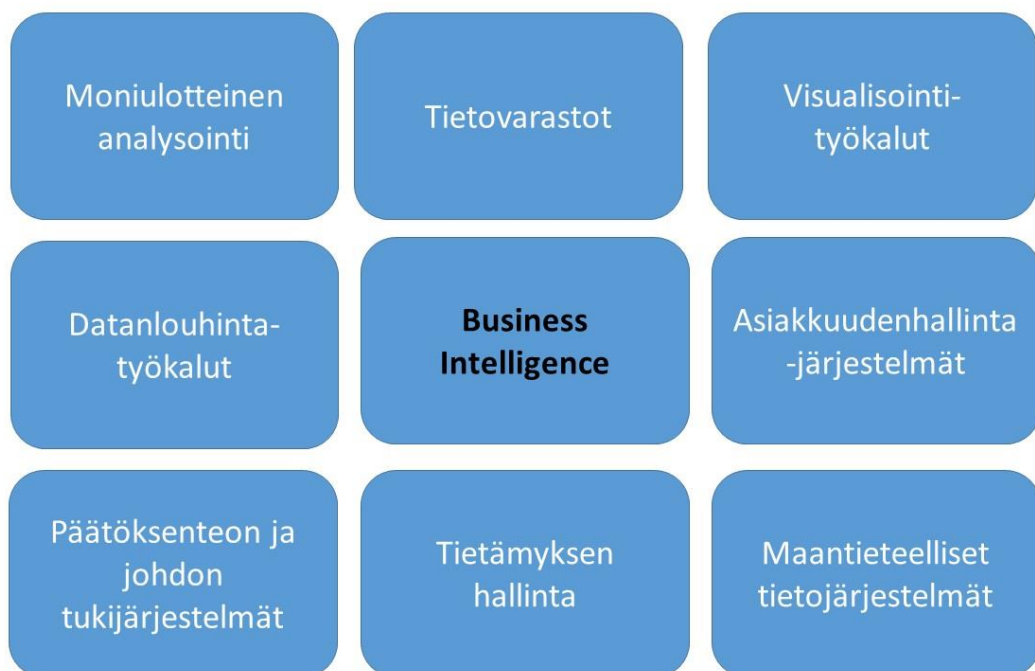 Moniulotteinen
analysointi
Tietovarastot
Visualisointi-
työkalut
Datanlouhinta-
työkalut
Business
Intelligence
Asiakkuudenhallinta
-järjestelmät
Päätöksenteon ja
johdon
tukijärjestelmät
Tietämyksen
hallinta
Maantieteelliset
tietojärjestelmät